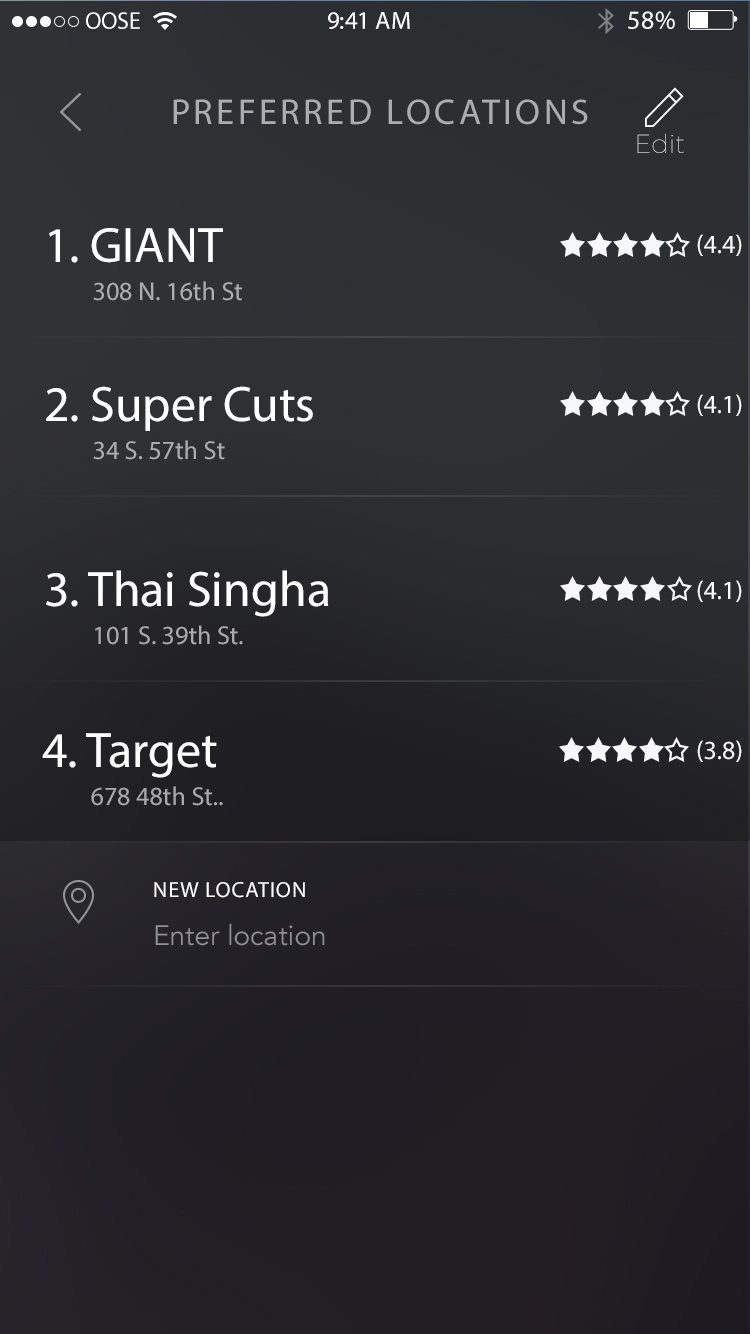 OOSE 9:41 AM 58%
PREFERRED LOCATIONS
Edit
1. GIANT (4.4)
308 N. 16th St
2. Super Cuts (4.1)
34 S. 57th St
3. Thai Singha (4.1)
101 S. 39th St.
4. Target (3.8)
678 48th St..
NEW LOCATION
Enter location